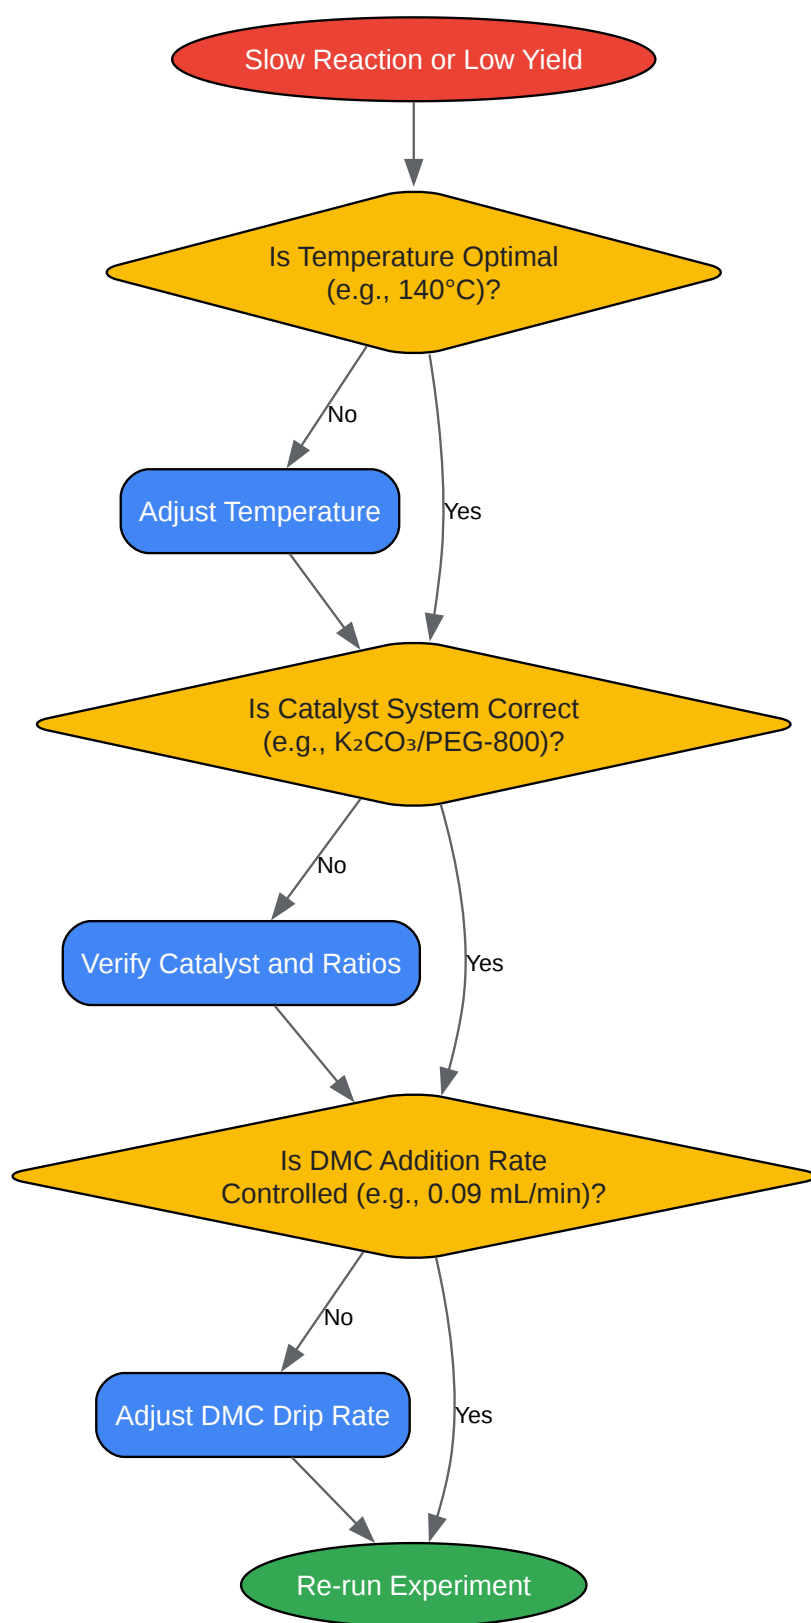 Slow Reaction or Low Yield
Is Temperature Optimal
(e.g., 140°C)?
No
Adjust Temperature
Yes
Is Catalyst System Correct
(e.g., K₂CO₃/PEG-800)?
No
Verify Catalyst and Ratios
Yes
Is DMC Addition Rate
Controlled (e.g., 0.09 mL/min)?
No
Adjust DMC Drip Rate
Yes
Re-run Experiment